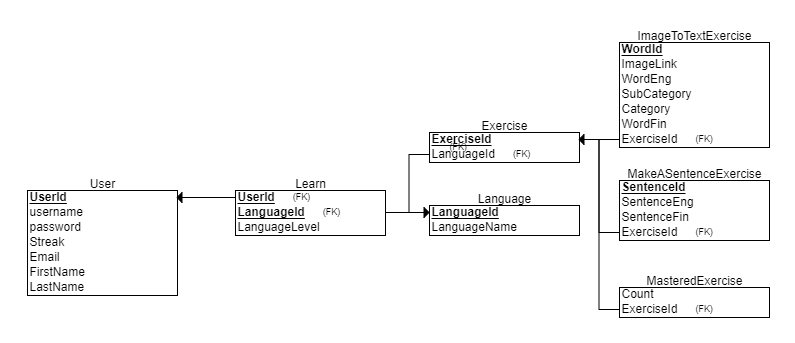 User
UserId
username
password
Streak
Email
FirstName
LastName
Learn
UserId (FK)
LanguageId (FK)
LanguageLevel
Exercise
ExerciseId
(FK)
LanguageId (FK)
Language
LanguageId
LanguageName
ImageToTextExercise
WordId
ImageLink
WordEng
SubCategory
Category
WordFin
ExerciseId (FK)
MakeASentenceExercise
SentenceId
SentenceEng
SentenceFin
ExerciseId (FK)
MasteredExercise
Count
ExerciseId (FK)